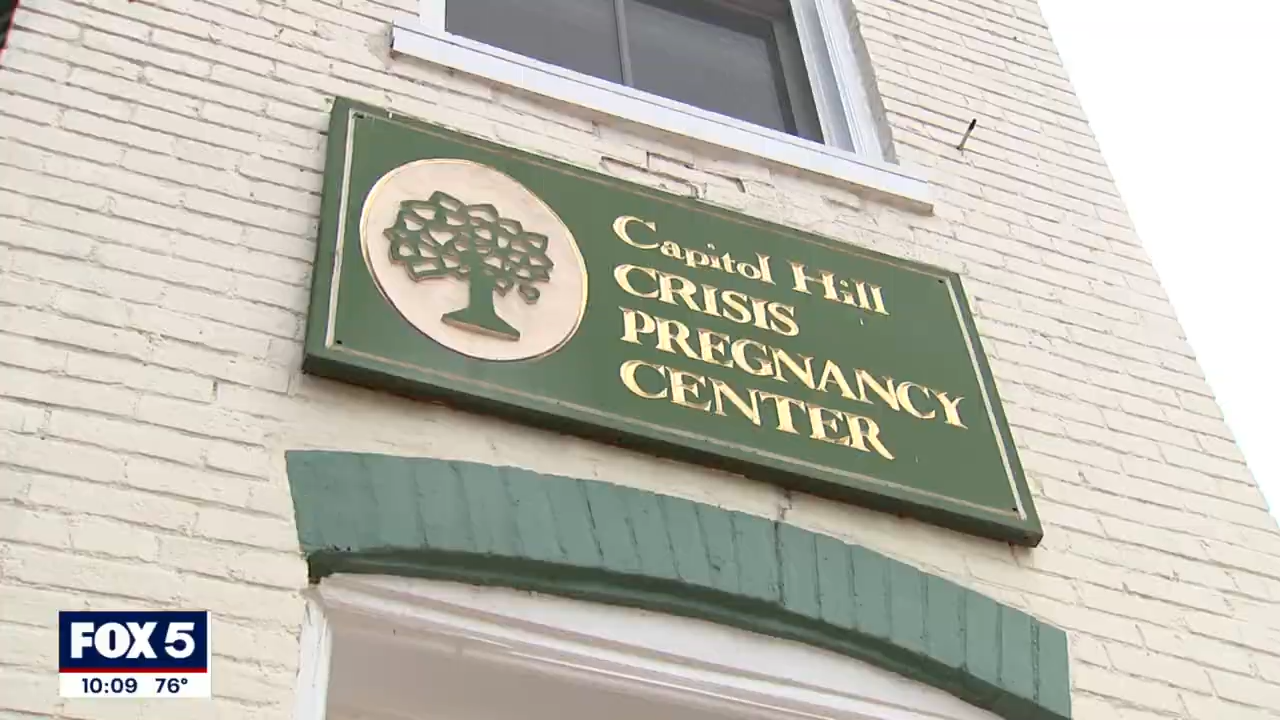 Capitol Hill
CRISIS
PREGNANCY
CENTER
FOX 5
10:09 76°